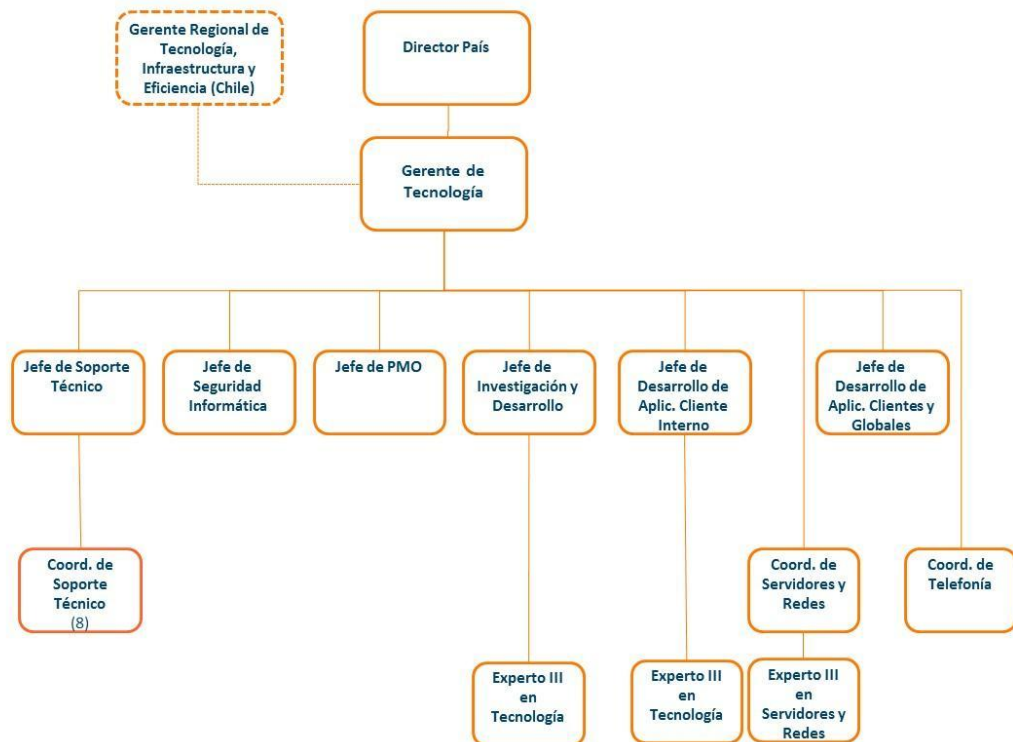 Gerente Regional de
Tecnología,
Infraestructura y
Eficiencia (Chile)
Director País
Gerente de
Tecnología
Jefe de Soporte
Técnico
Jefe de
Seguridad
Informática
Jefe de PMO
Jefe de
Investigación y
Desarrollo
Jefe de
Desarrollo de
Aplic. Cliente
Interno
Jefe de
Desarrollo de
Aplic. Clientes y
Globales
Coord. de
Soporte
Técnico
(8)
Coord. de
Servidores y
Redes
Coord. de
Telefonía
Experto III
en
Tecnología
Experto III
en
Tecnología
Experto III
en
Servidores y
Redes